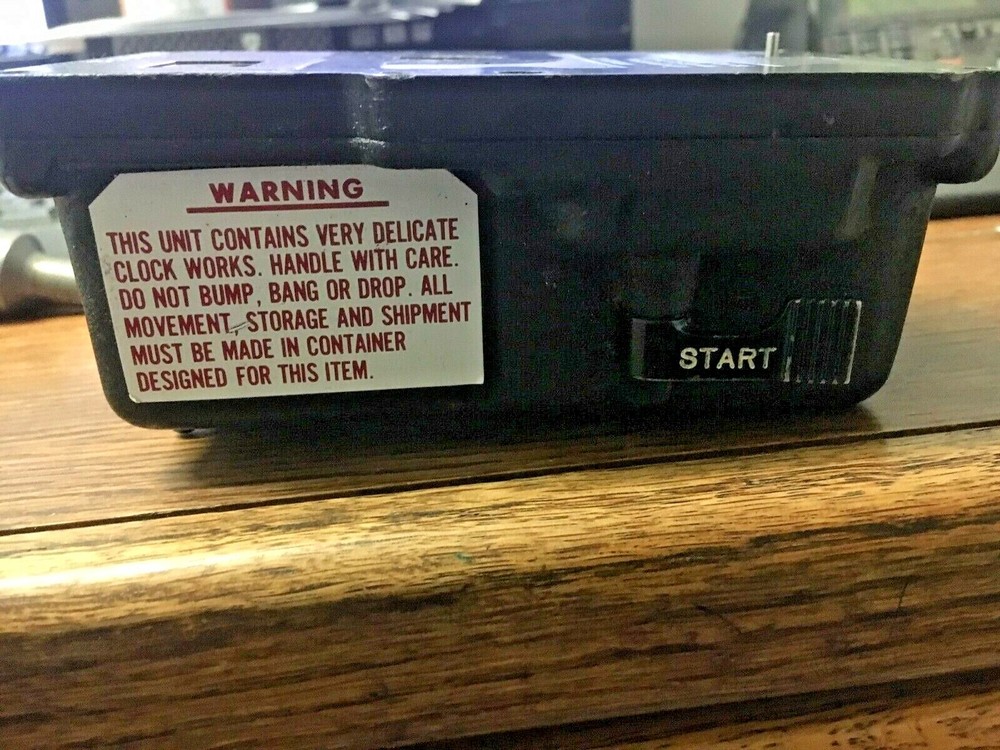 WARNING
THIS UNIT CONTAINS VERY DELICATE
CLOCK WORKS. HANDLE WITH CARE.
DO NOT BUMP, BANG OR DROP. ALL
MOVEMENT, STORAGE AND SHIPMENT
MUST BE MADE IN CONTAINER
DESIGNED FOR THIS ITEM.
START